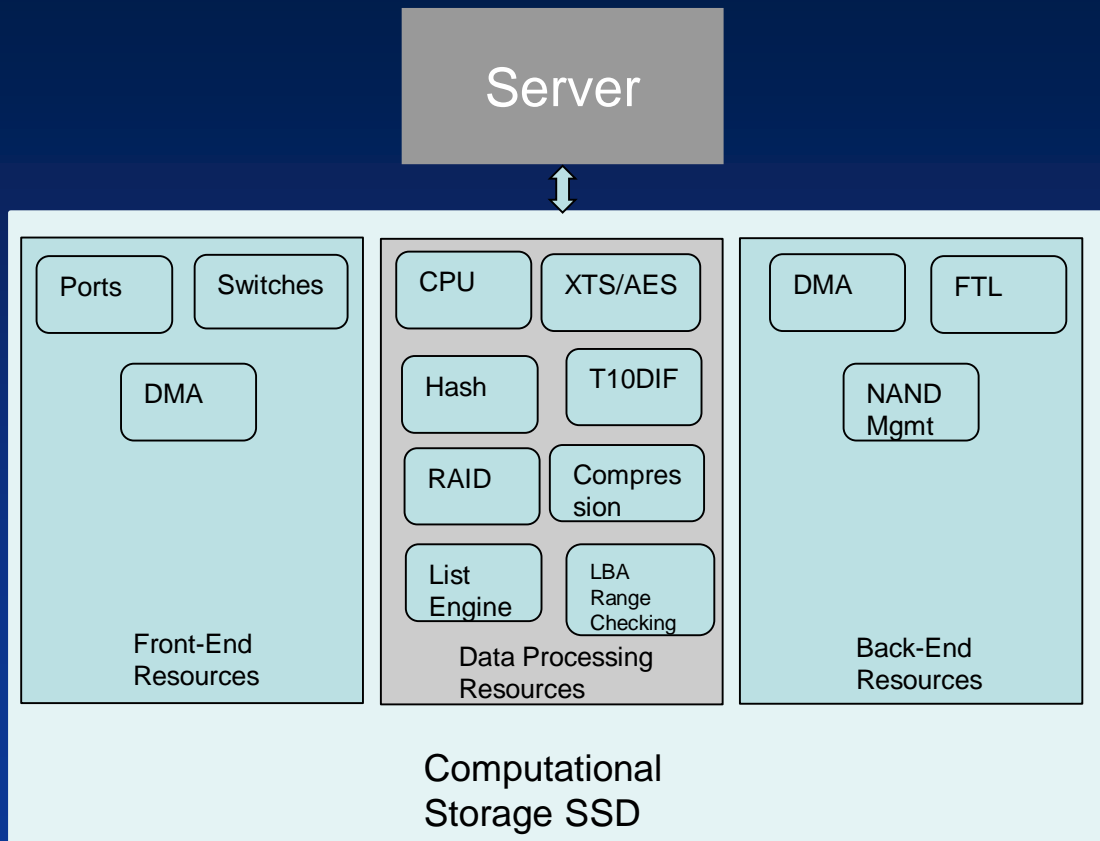 Server
Ports
Switches
DMA
Front-End
Resources
CPU
XTS/AES
Hash
T10DIF
RAID
Compres
sion
List
Engine
LBA
Range
Checking
Data Processing
Resources
DMA
FTL
NAND
Mgmt
Back-End
Resources
Computational
Storage SSD